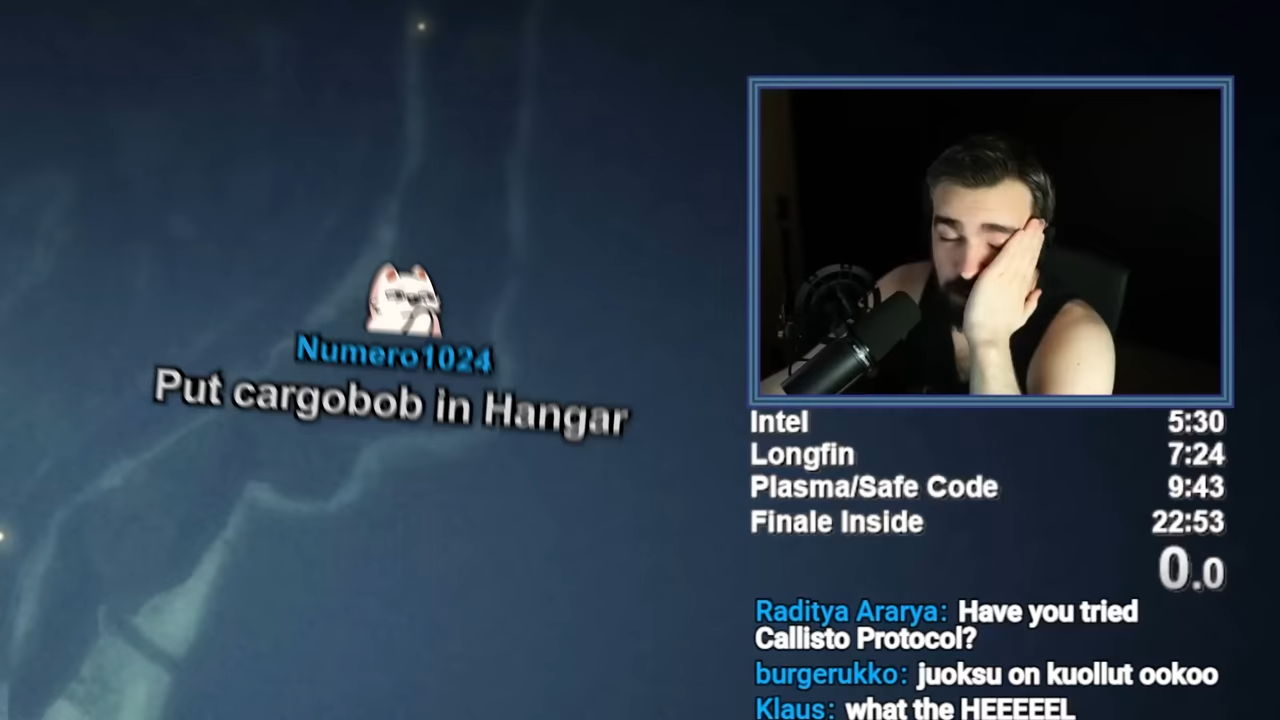 Numero1024
Put cargobob in Hangar
Intel 5:30
Longfin 7:24
Plasma/Safe Code 9:43
Finale Inside 22:53
0.0
Raditya Ararya: Have you tried
Callisto Protocol?
burgerukko: juoksu on kuollut ookoo
Klaus: what the HEEEEEL